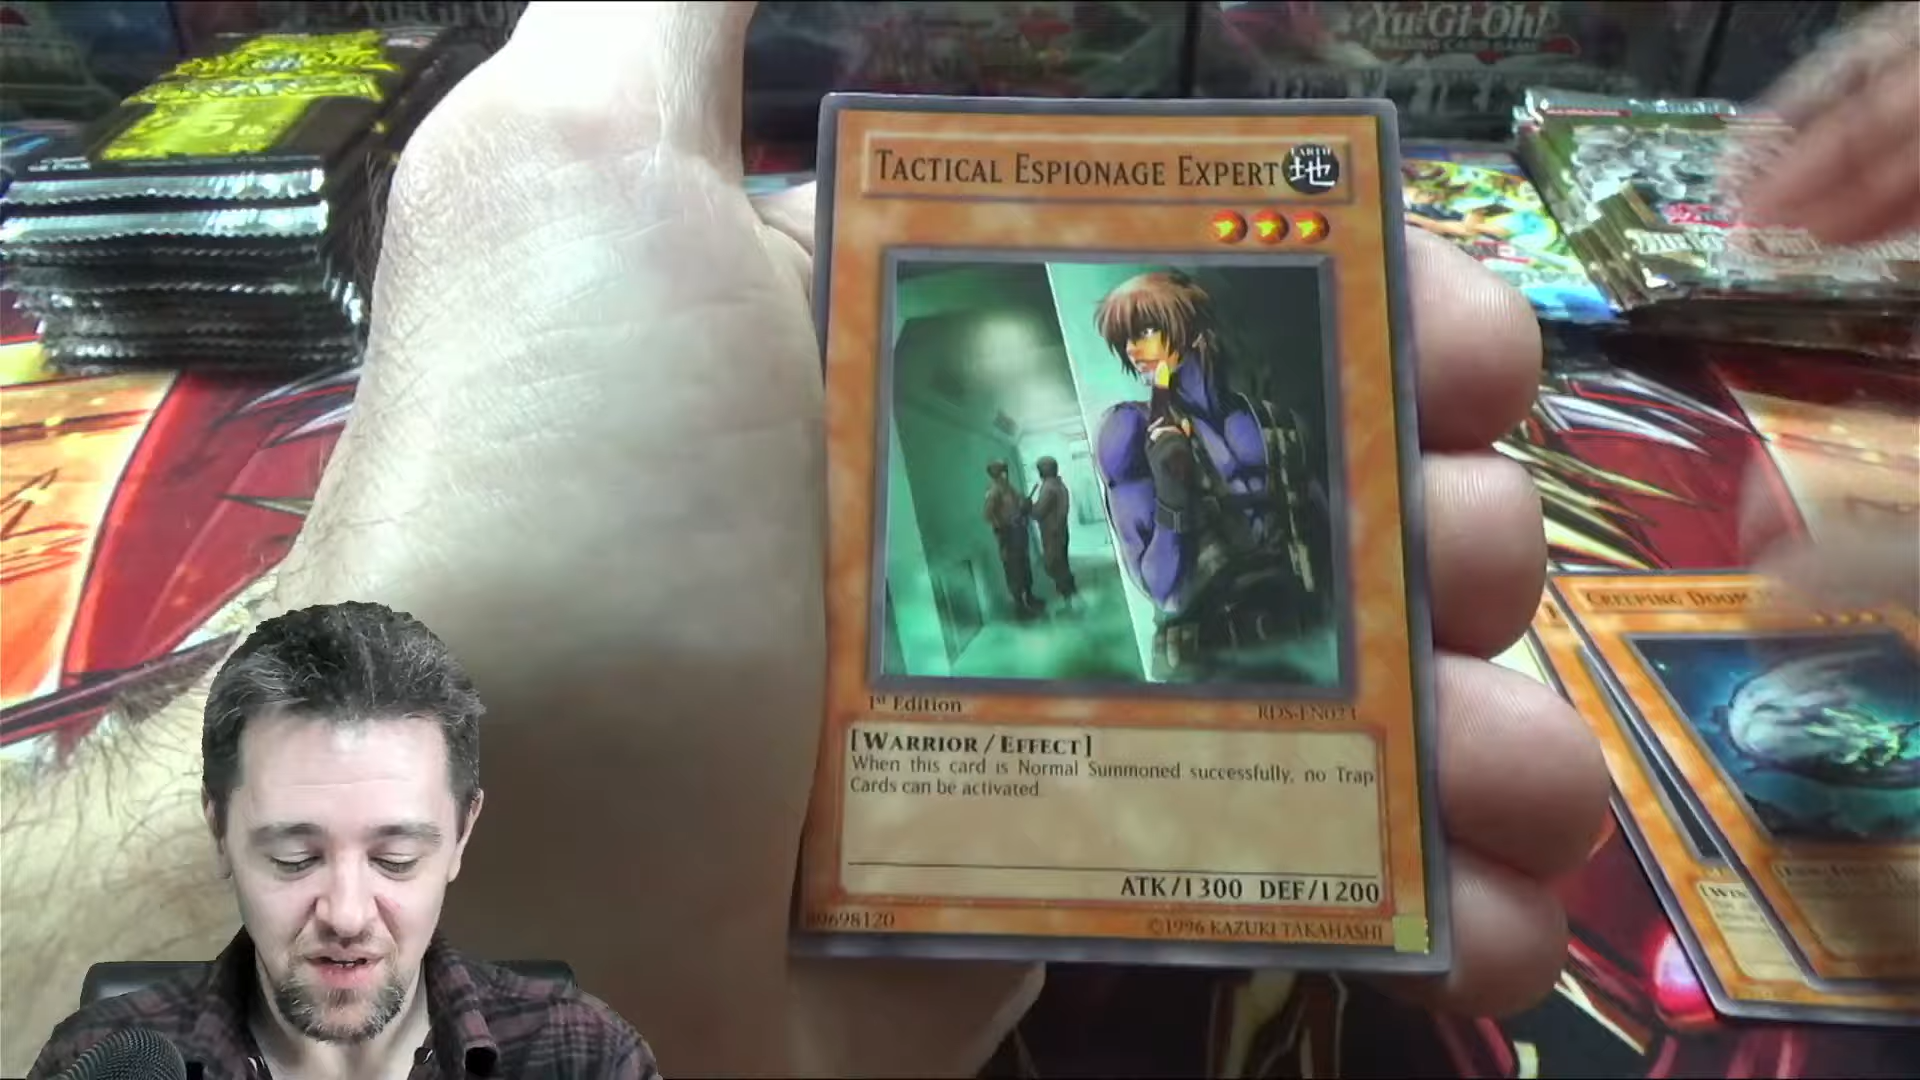 Yu-Gi-Oh!
TRADING CARD GAME
TACTICAL ESPIONAGE EXPERT
EARTH
地
1st Edition
RDS-EN023
[WARRIOR / EFFECT]
When this card is Normal Summoned successfully, no Trap
Cards can be activated.
ATK/1300 DEF/1200
89698120
©1996 KAZUKI TAKAHASHI
CREEPING DOOM